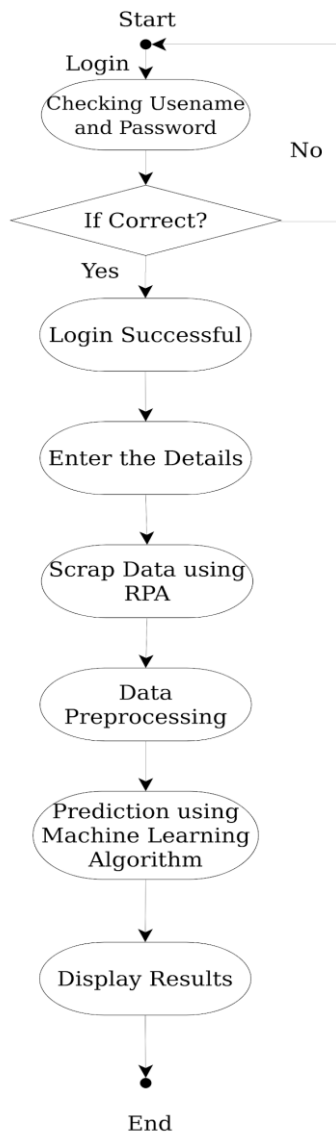 Start
Login
Checking Usename
and Password
No
If Correct?
Yes
Login Successful
Enter the Details
Scrap Data using
RPA
Data
Preprocessing
Prediction using
Machine Learning
Algorithm
Display Results
End